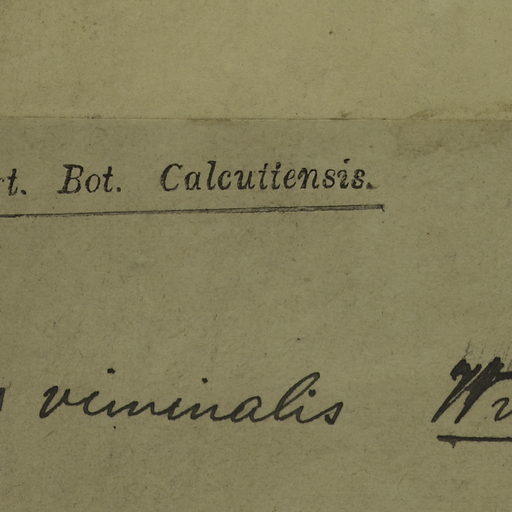 t. Bot. Calcuttensis.
viminalis